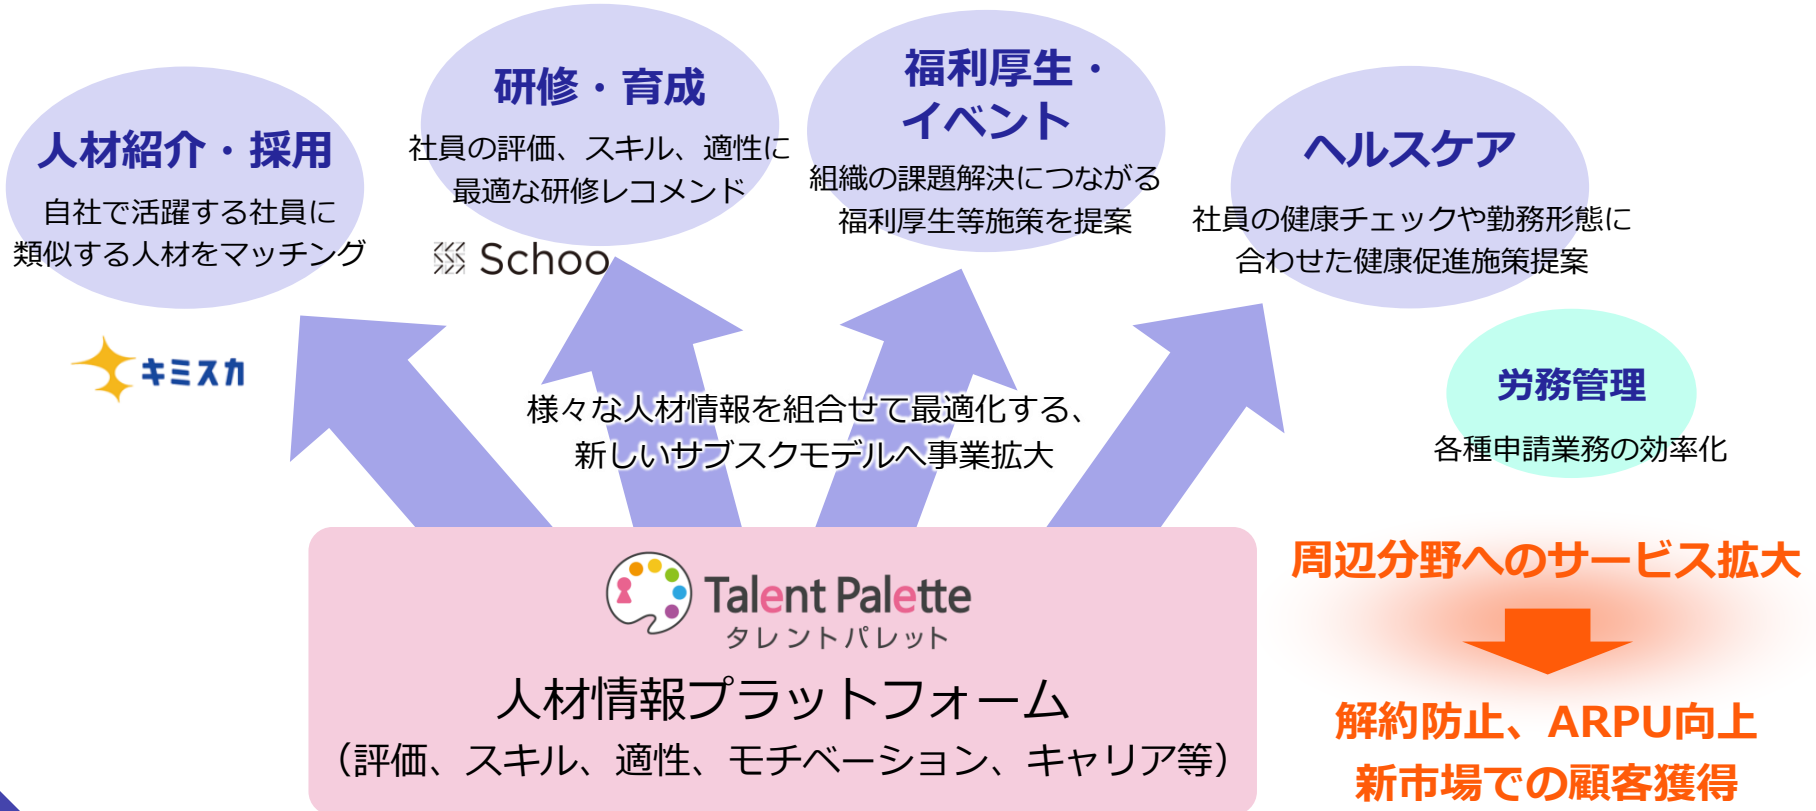 人材紹介・採用
自社で活躍する社員に
類似する人材をマッチング
キミスカ
研修・育成
社員の評価、スキル、適性に
最適な研修レコメンド
Schoo
福利厚生・
イベント
組織の課題解決につながる
福利厚生等施策を提案
ヘルスケア
社員の健康チェックや勤務形態に
合わせた健康促進施策提案
労務管理
各種申請業務の効率化
様々な人材情報を組合せて最適化する、
新しいサブスクモデルへ事業拡大
Talent Palette
タレントパレット
人材情報プラットフォーム
（評価、スキル、適性、モチベーション、キャリア等）
周辺分野へのサービス拡大
解約防止、ARPU向上
新市場での顧客獲得